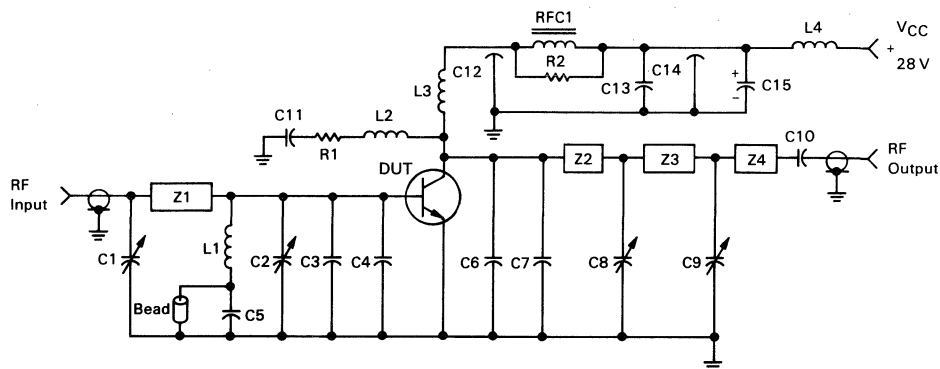 RFC1
L4
VCC
+
28 V
R2
C12
C13
C14
+
–
C15
L3
C11
L2
R1
C10
RF
Output
DUT
Z2
Z3
Z4
RF
Input
Z1
L1
C1
C2
C3
C4
C6
C7
C8
C9
Bead
C5